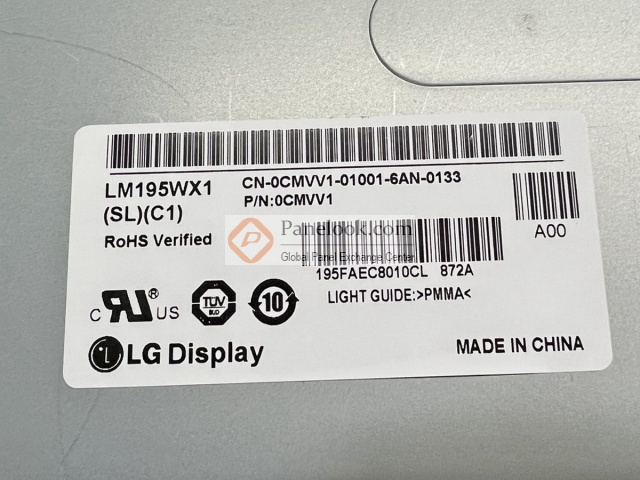 LM195WX1
(SL)(C1)
RoHS Verified
CN-0CMVV1-01001-6AN-0133
P/N:0CMVV1
A00
Panelook.com
Global Panel Exchange Center
195FAEC8010CL 872A
LIGHT GUIDE:>PMMA<
c RU ® US
TÜV
10
LG Display
MADE IN CHINA